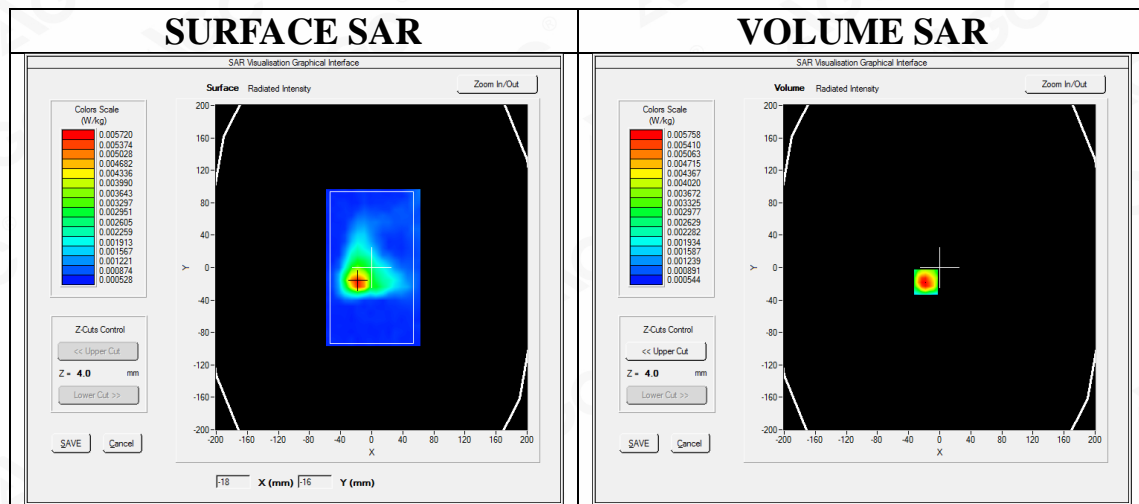 SURFACE SAR
SAR Visualisation Graphical Interface
Surface Radiated Intensity
Zoom In/Out
Colors Scale
(W/kg)
0.005720
0.005374
0.005028
0.004682
0.004336
0.003990
0.003643
0.003297
0.002951
0.002605
0.002259
0.001913
0.001567
0.001221
0.000874
0.000528
200
160
120
80
40
0
-40
-80
-120
-160
-200
Y
-200 -160 -120 -80 -40 0 40 80 120 160 200
X
Z-Cuts Control
<< Upper Cut
Z = 4.0 mm
Lower Cut >>
SAVE Cancel
-18 X (mm) -16 Y (mm)
VOLUME SAR
SAR Visualisation Graphical Interface
Volume Radiated Intensity
Zoom In/Out
Colors Scale
(W/kg)
0.005758
0.005410
0.005063
0.004715
0.004367
0.004020
0.003672
0.003325
0.002977
0.002629
0.002282
0.001934
0.001587
0.001239
0.000891
0.000544
200
160
120
80
40
0
-40
-80
-120
-160
-200
Y
-200 -160 -120 -80 -40 0 40 80 120 160 200
X
Z-Cuts Control
<< Upper Cut
Z = 4.0 mm
Lower Cut >>
SAVE Cancel